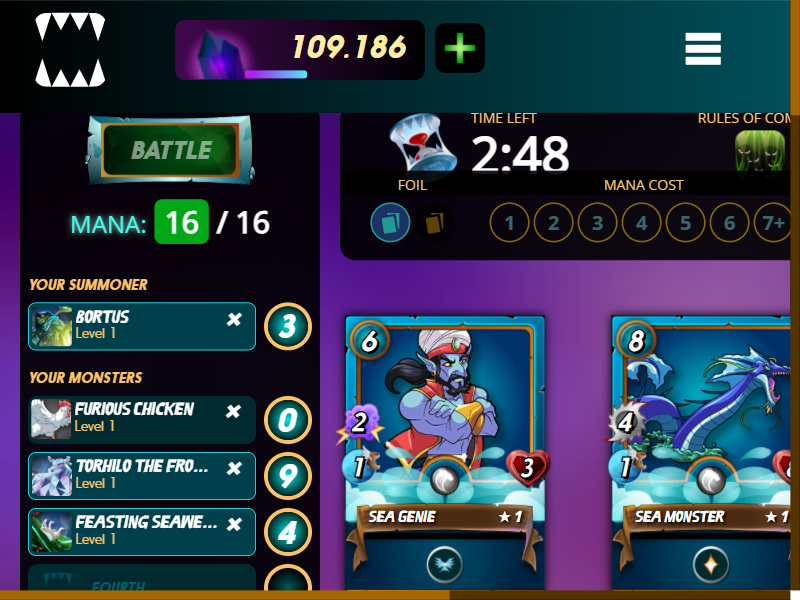 109.186
TIME LEFT
RULES OF COM
BATTLE
2:48
FOIL
MANA COST
MANA: 16 / 16
1 2 3 4 5 6 7+
YOUR SUMMONER
BORTUS
Level 1
3
YOUR MONSTERS
FURIOUS CHICKEN
Level 1
0
TORHILO THE FRO...
Level 1
9
FEASTING SEAWE...
Level 1
4
FOURTH
6
2
1
3
SEA GENIE
★ 1
8
4
1
SEA MONSTER
★ 1